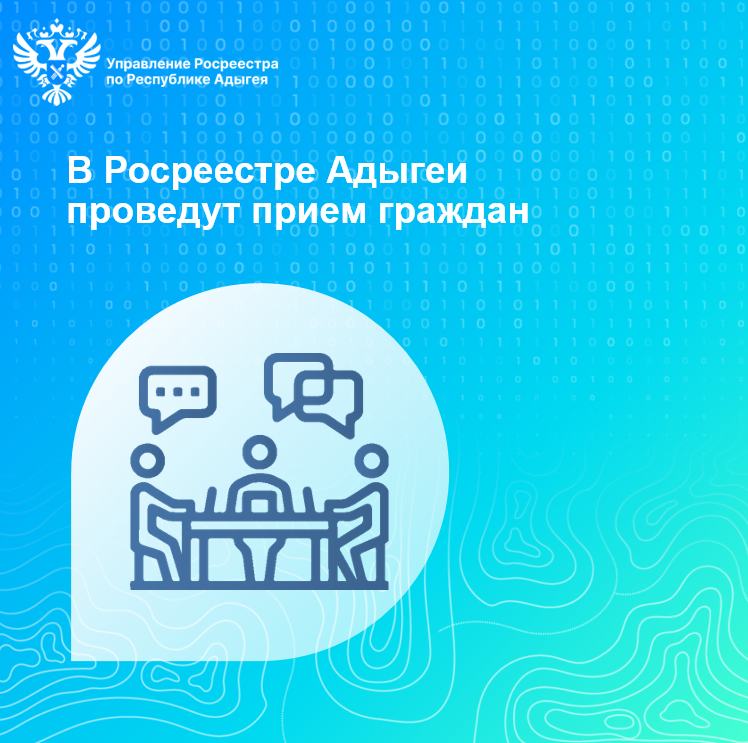 Управление Росреестра
по Республике Адыгея
В Росреестре Адыгеи
проведут прием граждан